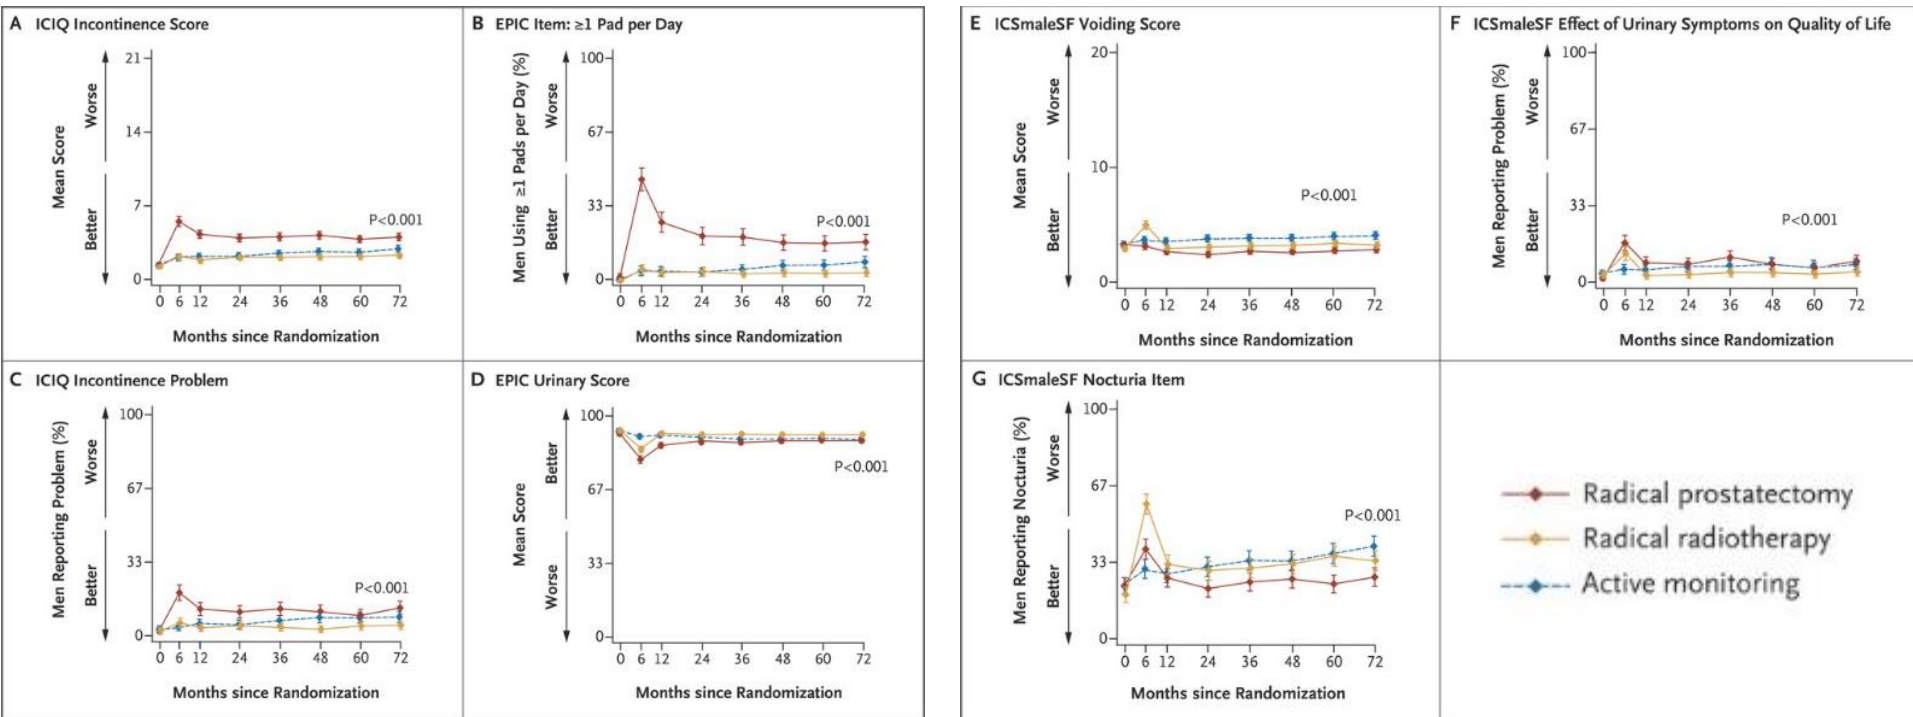 A ICIQ Incontinence Score
Mean Score
Worse
Better
21
14
7
0
P<0.001
0 6 12 24 36 48 60 72
Months since Randomization
B EPIC Item: ≥1 Pad per Day
Men Using ≥1 Pads per Day (%)
Worse
Better
100
67
33
0
P<0.001
0 6 12 24 36 48 60 72
Months since Randomization
C ICIQ Incontinence Problem
Men Reporting Problem (%)
Worse
Better
100
67
33
0
P<0.001
0 6 12 24 36 48 60 72
Months since Randomization
D EPIC Urinary Score
Mean Score
Better
Worse
100
67
33
0
P<0.001
0 6 12 24 36 48 60 72
Months since Randomization
E ICSmaleSF Voiding Score
Mean Score
Worse
Better
20
10
0
P<0.001
0 6 12 24 36 48 60 72
Months since Randomization
F ICSmaleSF Effect of Urinary Symptoms on Quality of Life
Men Reporting Problem (%)
Worse
Better
100
67
33
0
P<0.001
0 6 12 24 36 48 60 72
Months since Randomization
G ICSmaleSF Nocturia Item
Men Reporting Nocturia (%)
Worse
Better
100
67
33
0
P<0.001
0 6 12 24 36 48 60 72
Months since Randomization
Radical prostatectomy
Radical radiotherapy
Active monitoring